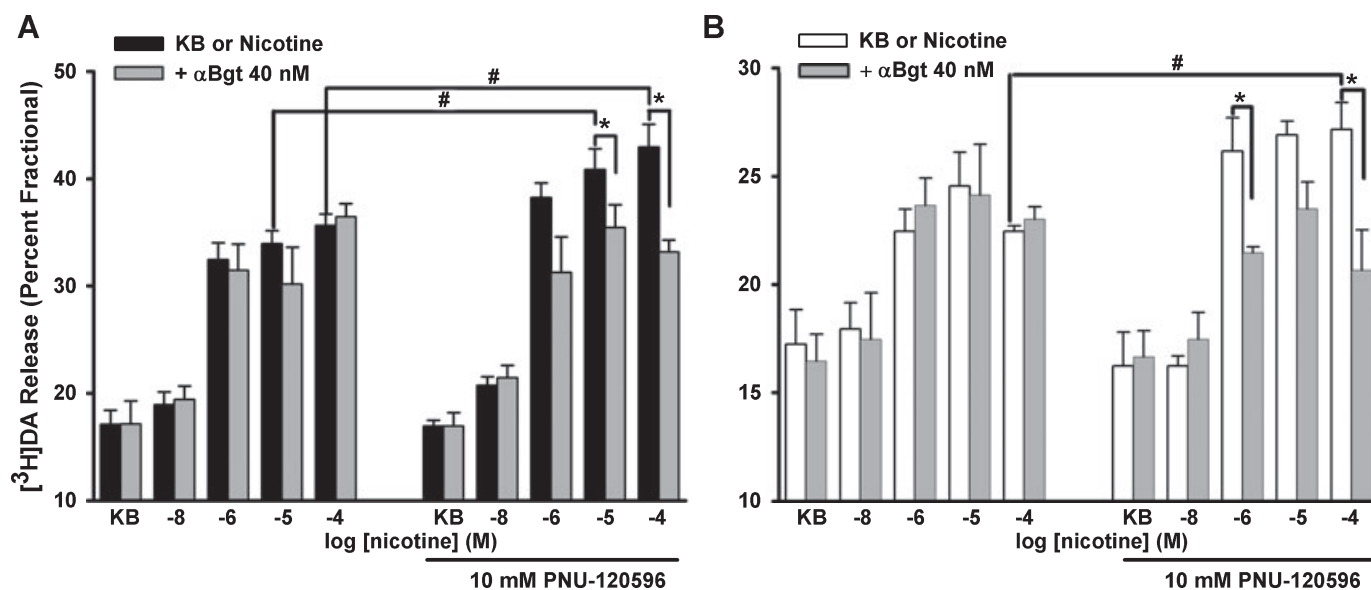 A
KB or Nicotine
+ αBgt 40 nM
[³H]DA Release (Percent Fractional)
50
40
30
20
10
#
#
*
*
KB -8 -6 -5 -4 KB -8 -6 -5 -4
log [nicotine] (M)
10 mM PNU-120596
B
KB or Nicotine
+ αBgt 40 nM
30
25
20
15
10
#
*
*
KB -8 -6 -5 -4 KB -8 -6 -5 -4
log [nicotine] (M)
10 mM PNU-120596